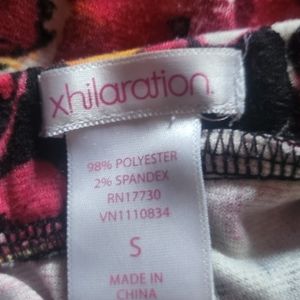 xhilaration.
98% POLYESTER
2% SPANDEX
RN17730
VN1110834
S
MADE IN
CHINA